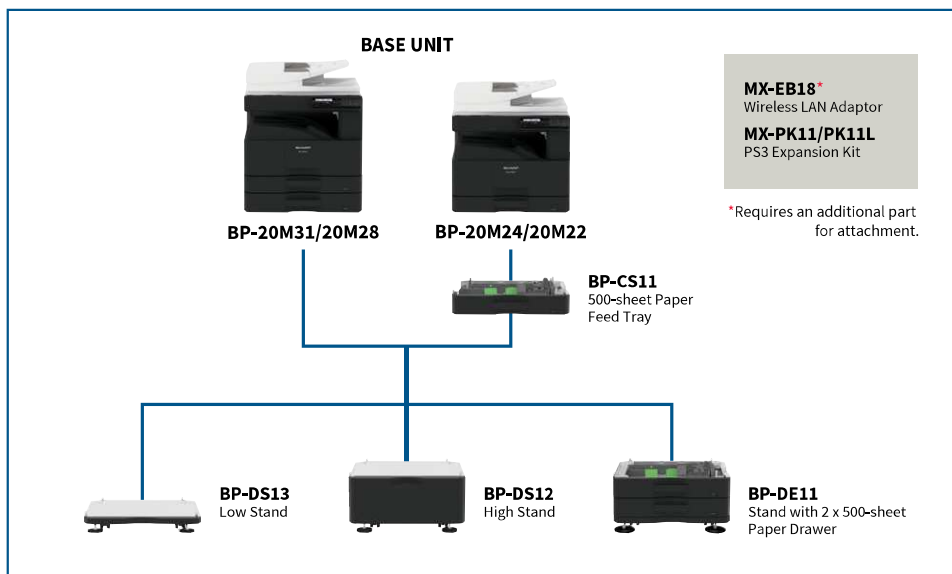 BASE UNIT
MX-EB18*
Wireless LAN Adaptor
MX-PK11/PK11L
PS3 Expansion Kit
*Requires an additional part
for attachment.
BP-20M31/20M28
BP-20M24/20M22
BP-CS11
500-sheet Paper
Feed Tray
BP-DS13
Low Stand
BP-DS12
High Stand
BP-DE11
Stand with 2 x 500-sheet
Paper Drawer